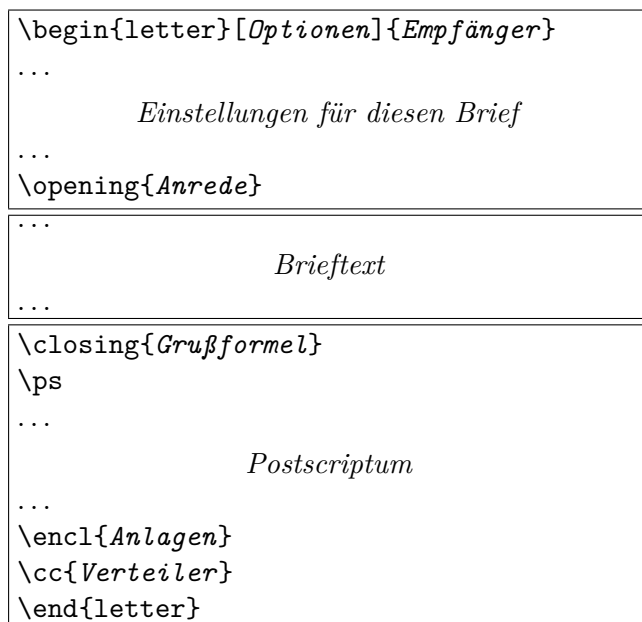 \begin{letter}[Optionen]{Empfänger}
...
Einstellungen für diesen Brief
...
\opening{Anrede}
...
Brieftext
...
\closing{Grußformel}
\ps
...
Postscriptum
...
\encl{Anlagen}
\cc{Verteiler}
\end{letter}